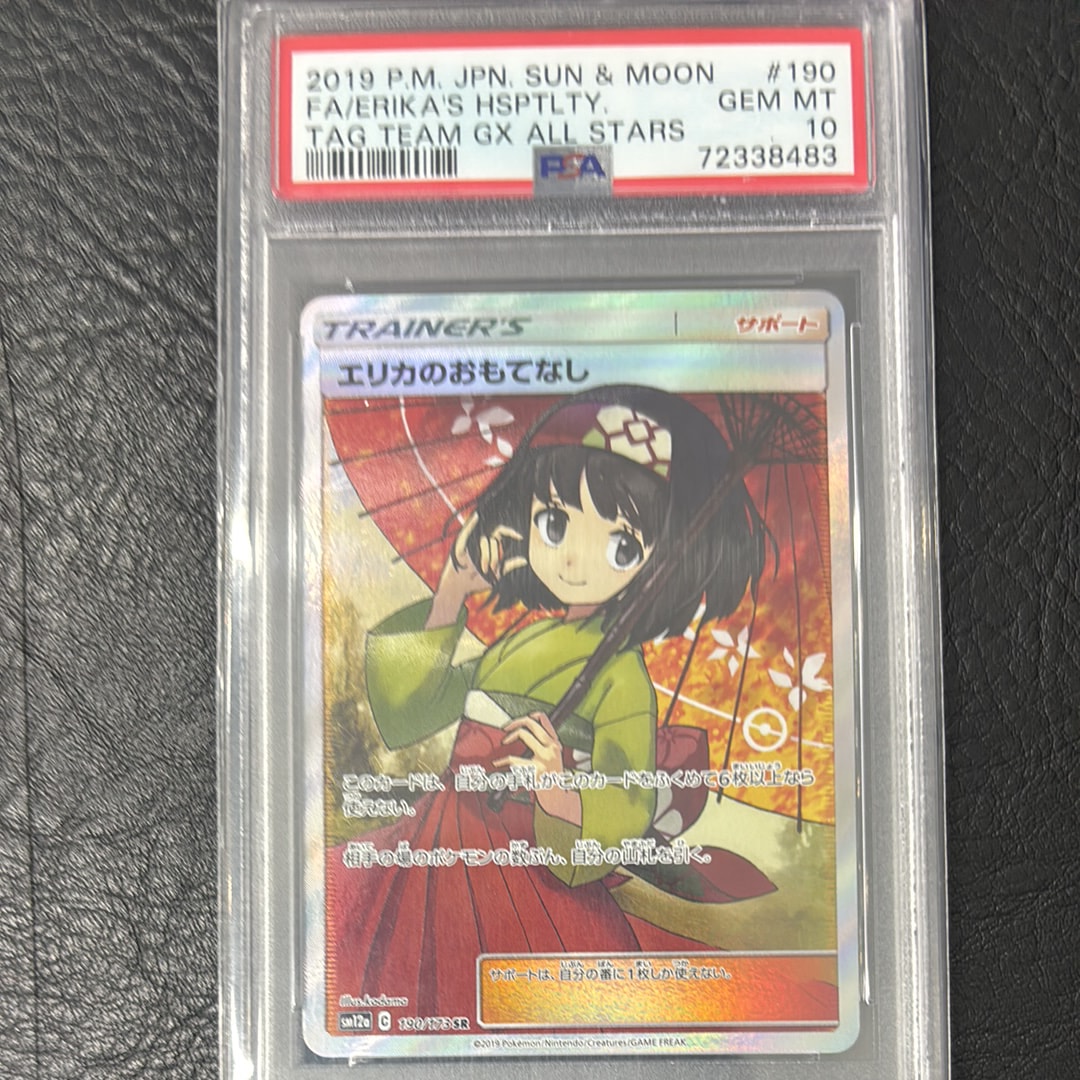 2019 P.M. JPN. SUN & MOON #190
FA/ERIKA'S HSPTLTY. GEM MT
TAG TEAM GX ALL STARS 10
PSA 72338483
TRAINER'S サポート
エリカのおもてなし
このカードは、自分の手札がこのカードをふくめて6枚以上なら
使えない。
相手の場のポケモンの数ぶん、自分の山札を引く。
サポートは、自分の番に1枚しか使えない。
illus.kodama
sm12a C 190/173 SR
©2019 Pokémon/Nintendo/Creatures/GAME FREAK